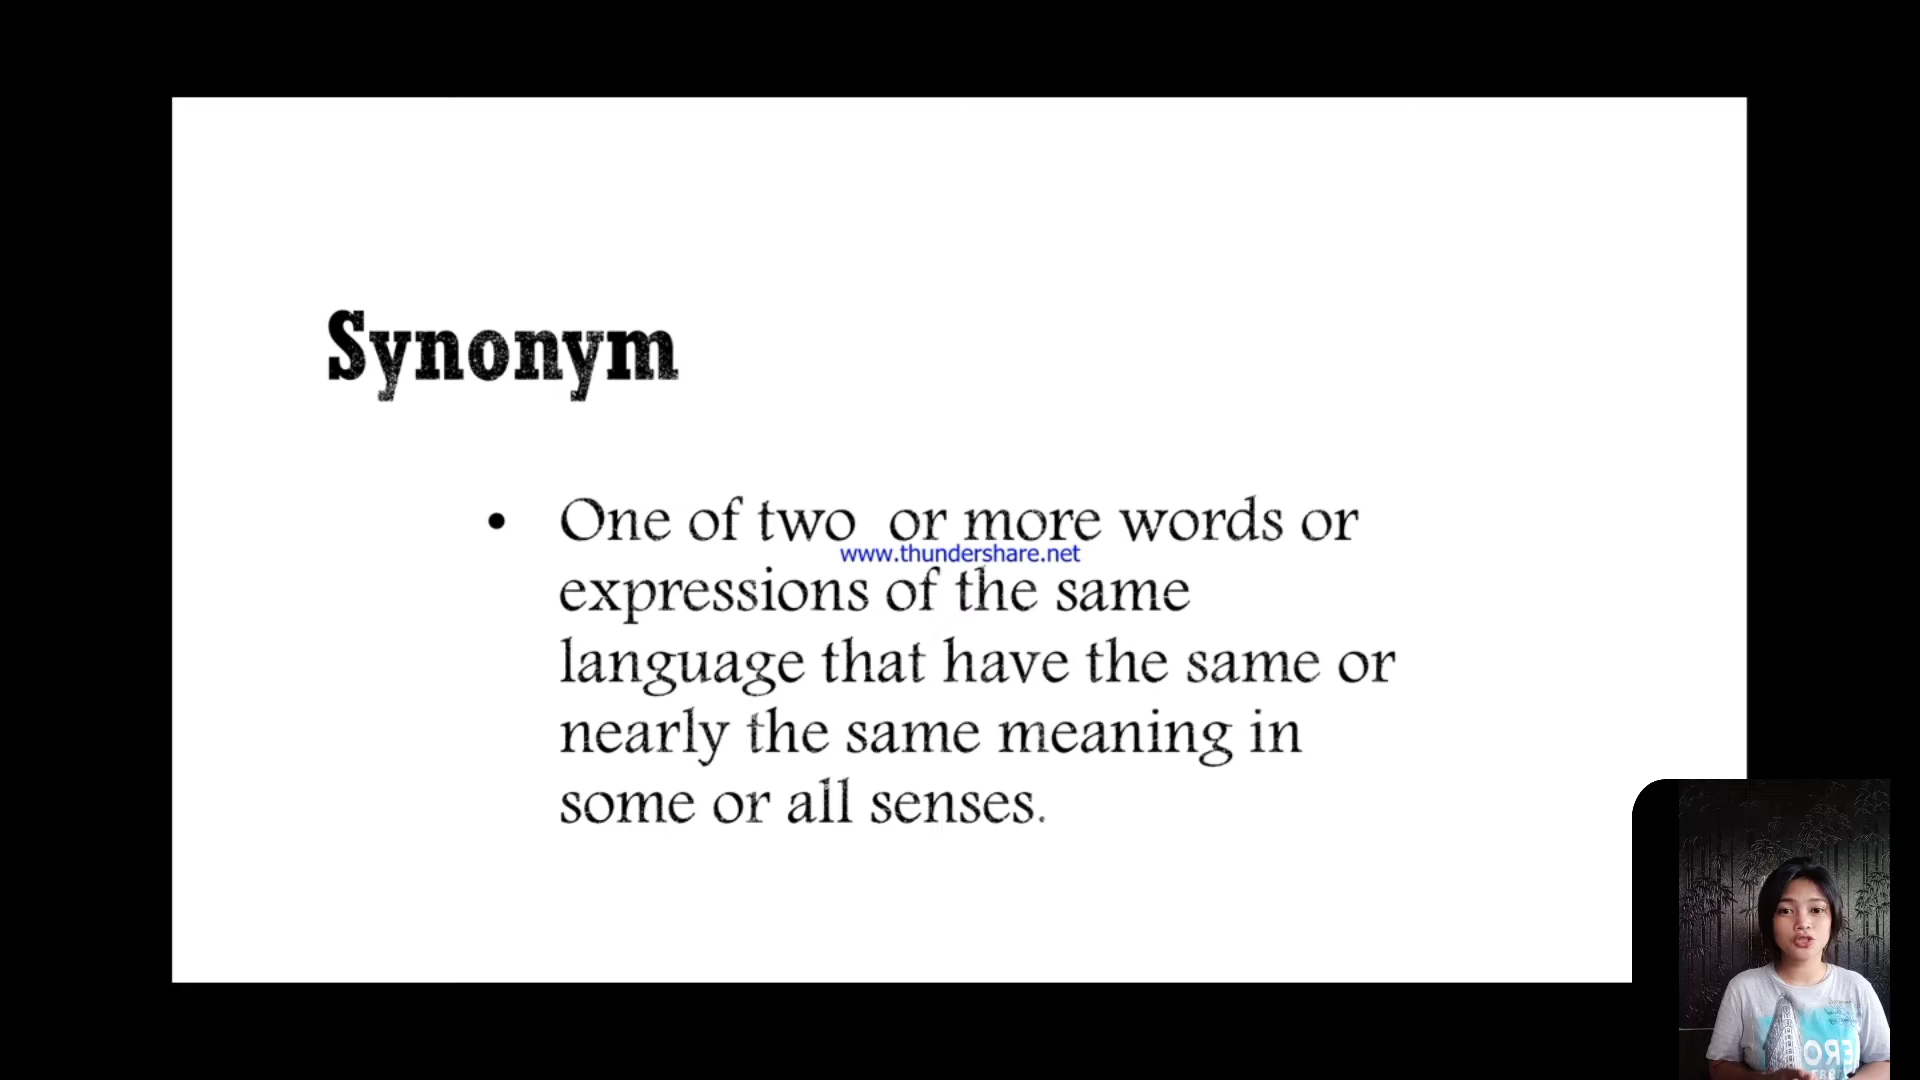 Synonym
• One of two or more words or
www.thundershare.net
expressions of the same
language that have the same or
nearly the same meaning in
some or all senses.